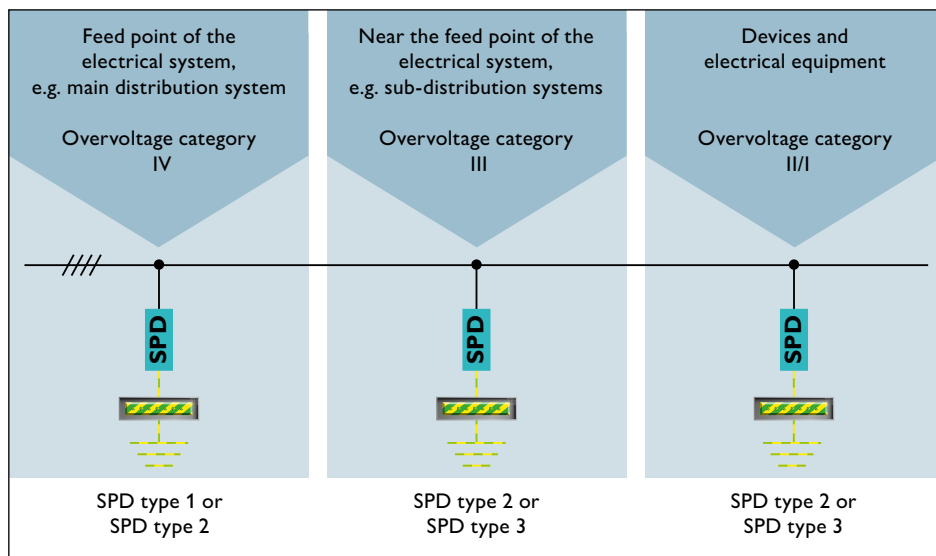 Feed point of the
electrical system,
e.g. main distribution system
Overvoltage category
IV
Near the feed point of the
electrical system,
e.g. sub-distribution systems
Overvoltage category
III
Devices and
electrical equipment
Overvoltage category
II/I
SPD
SPD
SPD
SPD type 1 or
SPD type 2
SPD type 2 or
SPD type 3
SPD type 2 or
SPD type 3